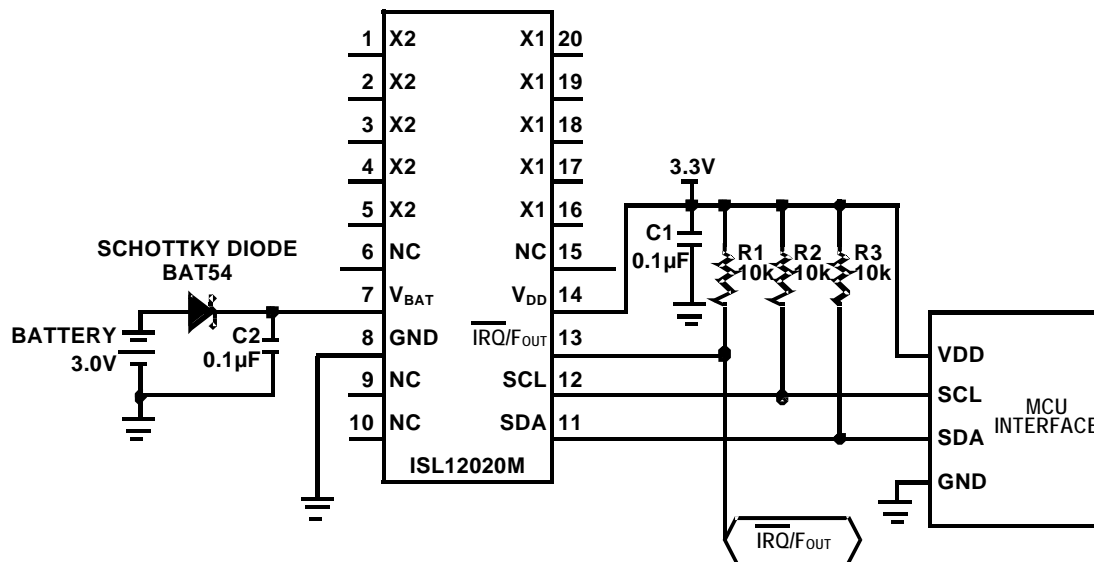 1 X2 X1 20
2 X2 X1 19
3 X2 X1 18
4 X2 X1 17
5 X2 X1 16
6 NC NC 15
7 VBAT VDD 14
8 GND IRQ/FOUT 13
9 NC SCL 12
10 NC SDA 11
ISL12020M
SCHOTTKY DIODE
BAT54
BATTERY
3.0V
C2
0.1µF
3.3V
C1
0.1µF
R1
10k
R2
10k
R3
10k
VDD
SCL
SDA
GND
MCU
INTERFACE
IRQ/FOUT